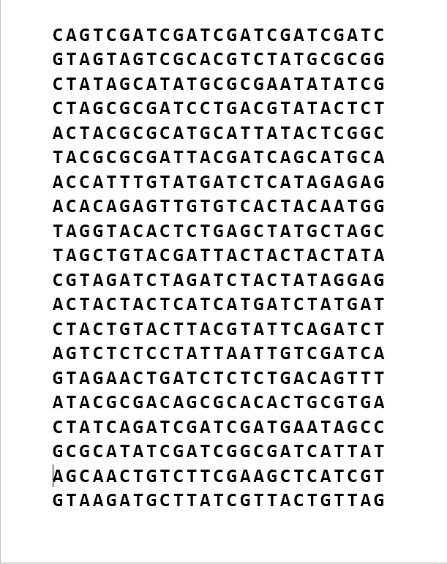 CAGTCGATCGATCGATCGATCGATC
GTAGTAGTCGCACGTCTATGCGCGG
CTATAGCATATGCGCGAATATATCG
CTAGCGCGATCCTGACGTATACTCT
ACTACGCGCATGCATTATACTCGGC
TACGCGCGATTACGATCAGCATGCA
ACCATTTGTATGATCTCATAGAGAG
ACACAGAGTTGTGTCACTACAATGG
TAGGTACACTCTGAGCTATGCTAGC
TAGCTGTACGATTACTACTACTATA
CGTAGATCTAGATCTACTATAGGAG
ACTACTACTCATCATGATCTATGAT
CTACTGTACTTACGTATTCAGATCT
AGTCTCTCCTATTAATTGTCGATCA
GTAGAACTGATCTCTCTGACAGTTT
ATACGCGACAGCGCACACTGCGTGA
CTATCAGATCGATCGATGAATAGCC
GCGCATATCGATCGGCGATCATTAT
AGCAACTGTCTTCGAAGCTCATCGT
GTAAGATGCTTATCGTTACTGTTAG